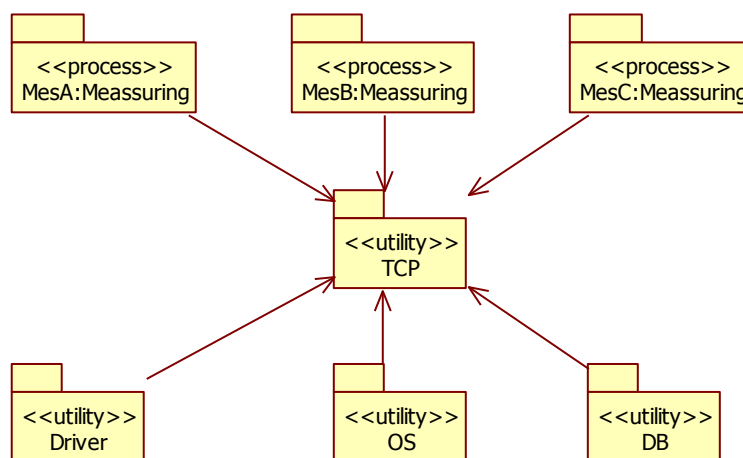 <<process>>
MesA:Meassuring
<<process>>
MesB:Meassuring
<<process>>
MesC:Meassuring
<<utility>>
TCP
<<utility>>
Driver
<<utility>>
OS
<<utility>>
DB